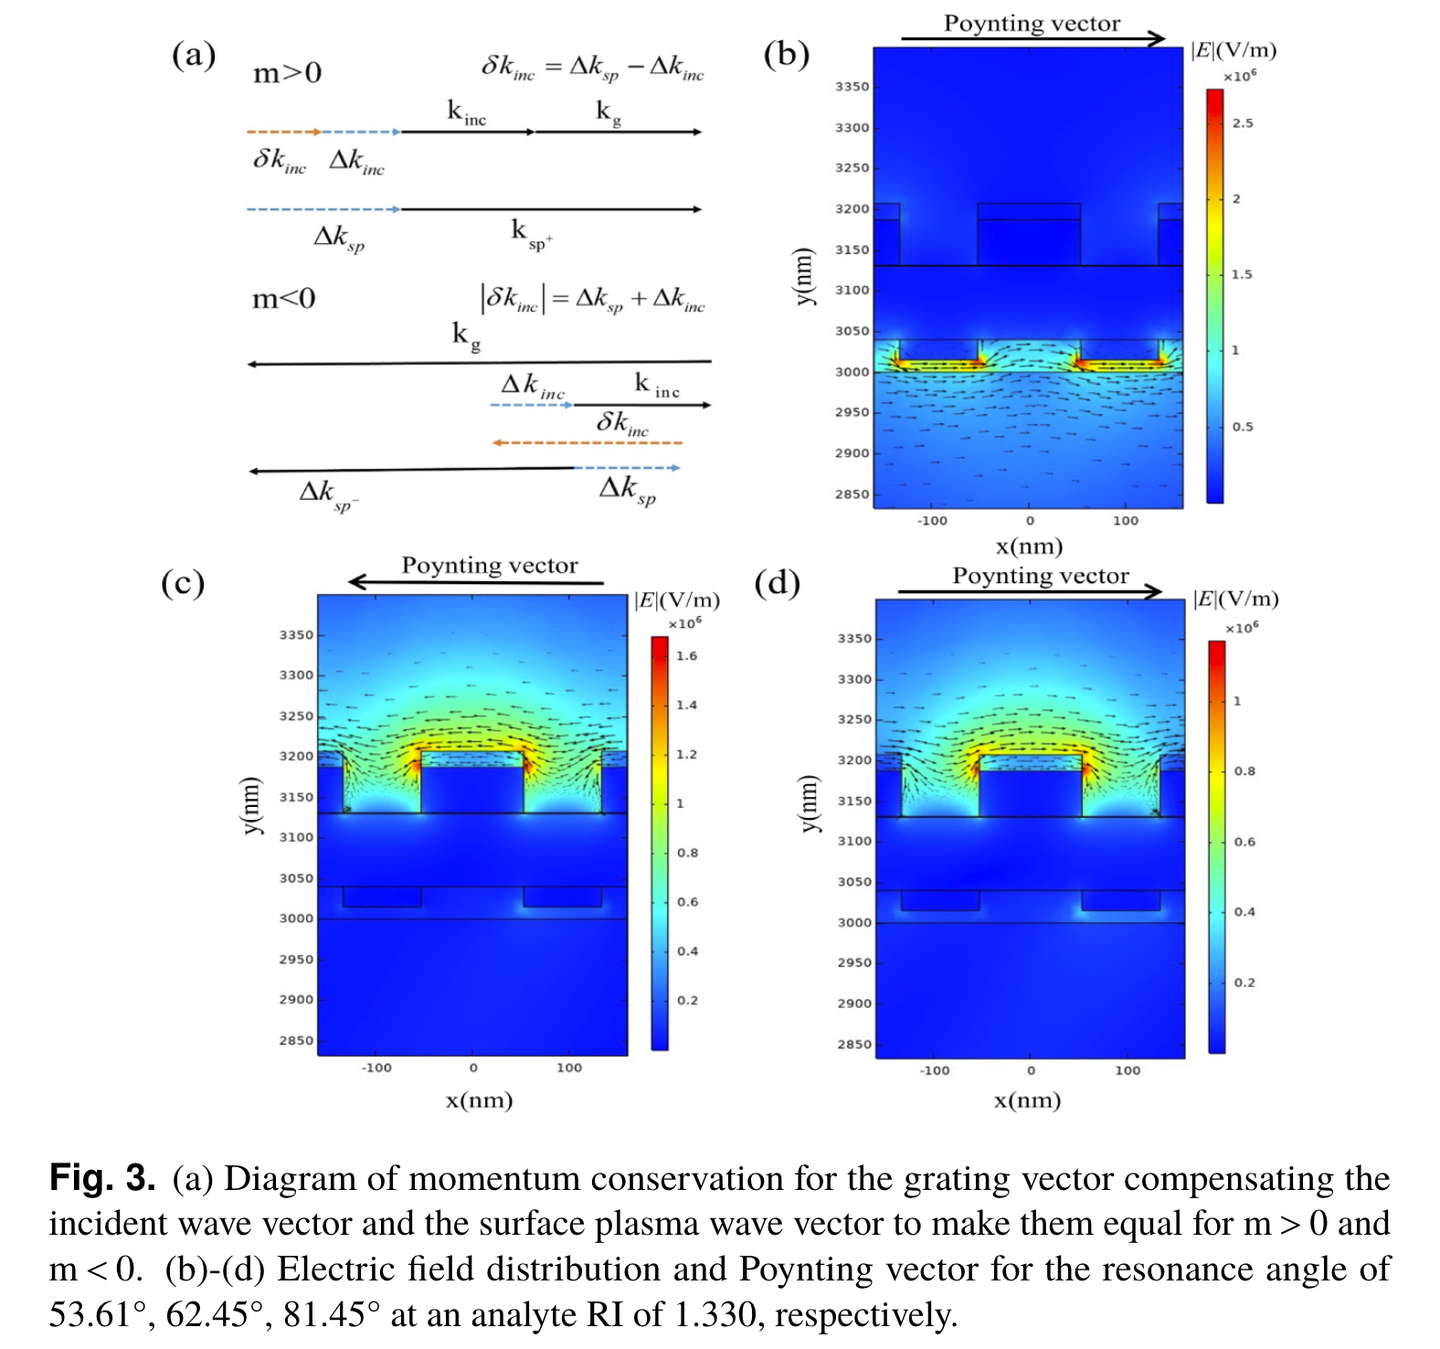 (a)
m>0
δk_inc = Δk_sp − Δk_inc
k_inc
k_g
δk_inc
Δk_inc
Δk_sp
k_sp⁺
m<0
|δk_inc| = Δk_sp + Δk_inc
k_g
Δk_inc
k_inc
δk_inc
Δk_sp⁻
Δk_sp
(b)
Poynting vector
|E|(V/m)
×10⁶
3350
3300
3250
3200
3150
3100
3050
3000
2950
2900
2850
y(nm)
-100
0
100
x(nm)
2.5
2
1.5
1
0.5
(c)
Poynting vector
|E|(V/m)
×10⁶
3350
3300
3250
3200
3150
3100
3050
3000
2950
2900
2850
y(nm)
-100
0
100
x(nm)
1.6
1.4
1.2
1
0.8
0.6
0.4
0.2
(d)
Poynting vector
|E|(V/m)
×10⁶
3350
3300
3250
3200
3150
3100
3050
3000
2950
2900
2850
y(nm)
-100
0
100
x(nm)
1
0.8
0.6
0.4
0.2
Fig. 3. (a) Diagram of momentum conservation for the grating vector compensating the
incident wave vector and the surface plasma wave vector to make them equal for m > 0 and
m < 0. (b)-(d) Electric field distribution and Poynting vector for the resonance angle of
53.61°, 62.45°, 81.45° at an analyte RI of 1.330, respectively.